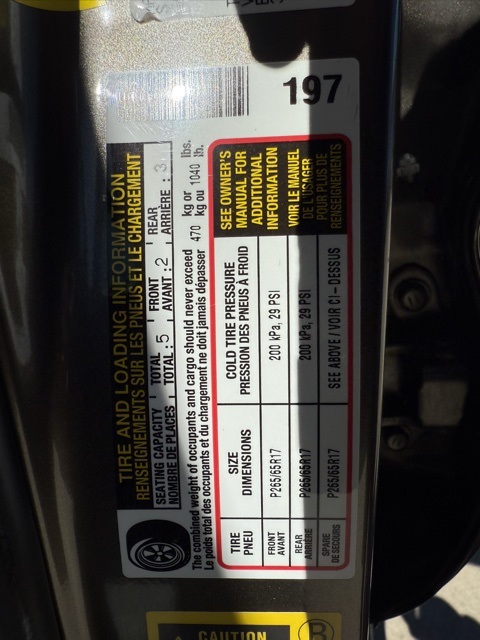 197
TIRE AND LOADING INFORMATION
RENSEIGNEMENTS SUR LES PNEUS ET LE CHARGEMENT
SEATING CAPACITY TOTAL : 5 FRONT : 2 REAR : 3
NOMBRE DE PLACES TOTAL AVANT ARRIÈRE
The combined weight of occupants and cargo should never exceed 470 kg or 1040 lbs.
Le poids total des occupants et du chargement ne doit jamais dépasser kg ou lb.
TIRE SIZE COLD TIRE PRESSURE
PNEU DIMENSIONS PRESSION DES PNEUS À FROID
FRONT P265/65R17 200 kPa, 29 PSI
AVANT
REAR P265/65R17 200 kPa, 29 PSI
ARRIÈRE
SPARE P265/65R17 SEE ABOVE / VOIR CI – DESSUS
DE SECOURS
SEE OWNER'S
MANUAL FOR
ADDITIONAL
INFORMATION
VOIR LE MANUEL
DE L'USAGER
POUR PLUS DE
RENSEIGNEMENTS
CAUTION